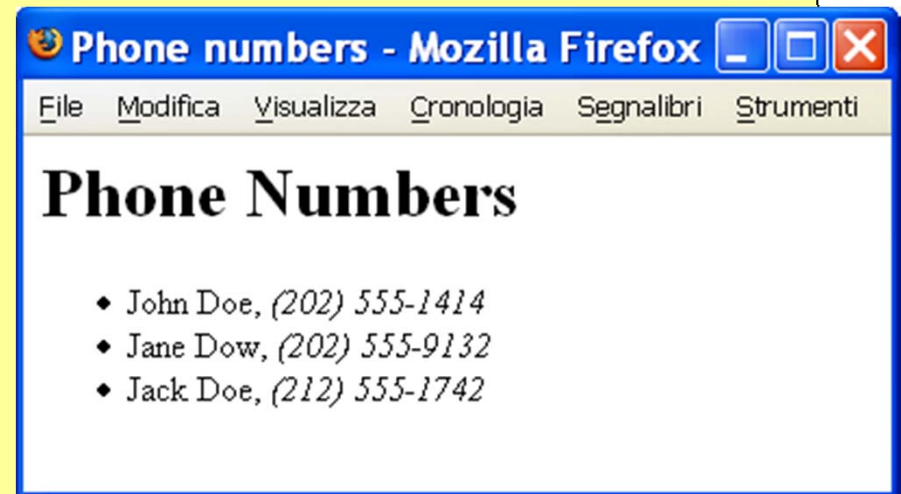 Phone numbers - Mozilla Firefox
File Modifica Visualizza Cronologia Segnalibri Strumenti
Phone Numbers
• John Doe, (202) 555-1414
• Jane Dow, (202) 555-9132
• Jack Doe, (212) 555-1742